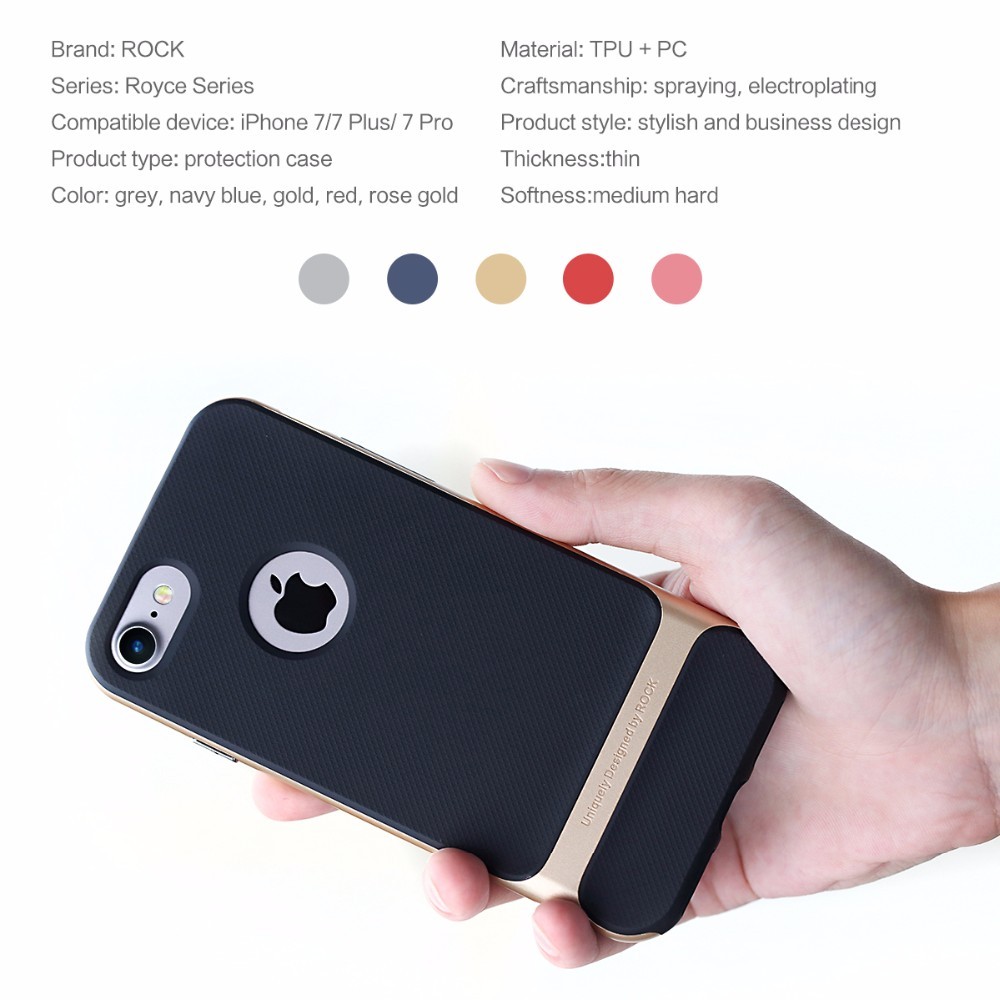 Brand: ROCK
Series: Royce Series
Compatible device: iPhone 7/7 Plus/ 7 Pro
Product type: protection case
Color: grey, navy blue, gold, red, rose gold
Material: TPU + PC
Craftsmanship: spraying, electroplating
Product style: stylish and business design
Thickness:thin
Softness:medium hard
Uniquely Designed by ROCK